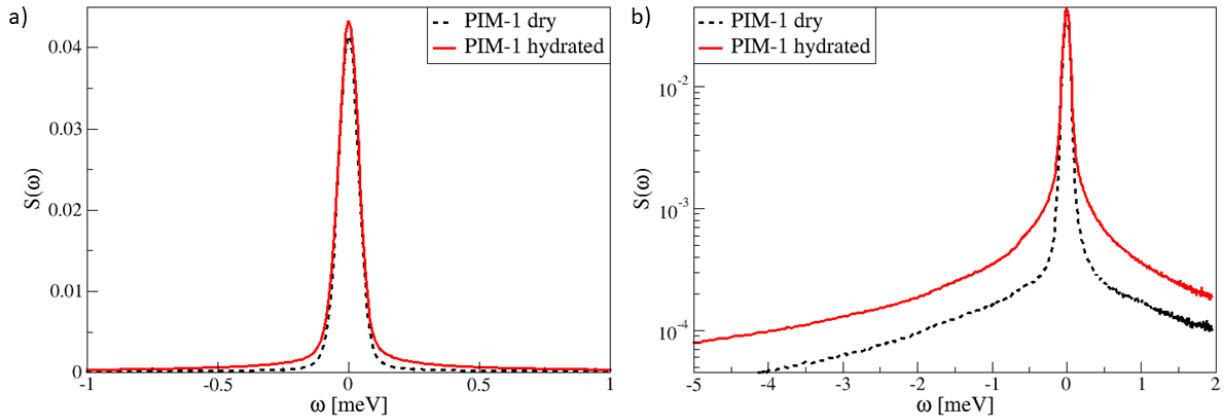 a)
PIM-1 dry
PIM-1 hydrated
0.04
0.03
0.02
0.01
0
S(ω)
-1
-0.5
0
0.5
1
ω [meV]
b)
PIM-1 dry
PIM-1 hydrated
10⁻²
10⁻³
10⁻⁴
S(ω)
-5
-4
-3
-2
-1
0
1
2
ω [meV]